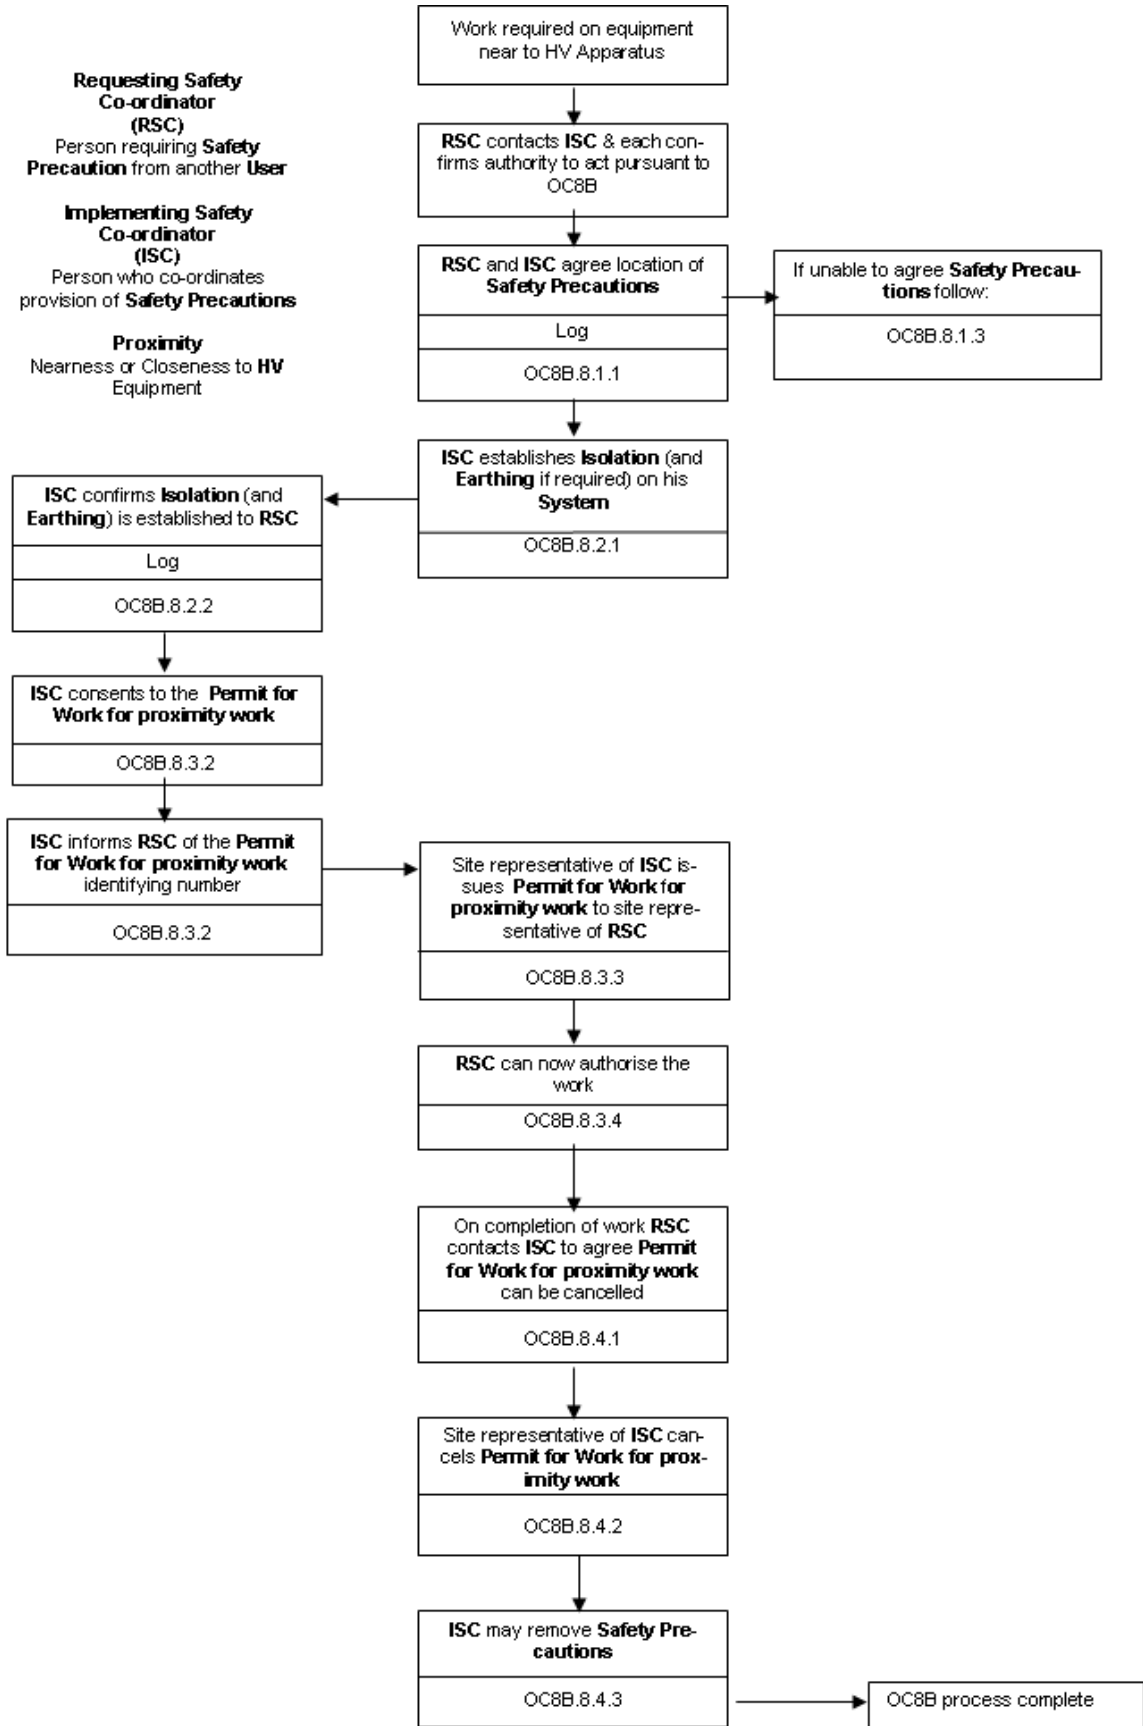 Work required on equipment
near to HV Apparatus
Requesting Safety
Co-ordinator
(RSC)
Person requiring Safety
Precaution from another User
Implementing Safety
Co-ordinator
(ISC)
Person who co-ordinates
provision of Safety Precautions
Proximity
Nearness or Closeness to HV
Equipment
RSC contacts ISC & each con-
firms authority to act pursuant to
OC8B
RSC and ISC agree location of
Safety Precautions
Log
OC8B.8.1.1
If unable to agree Safety Precau-
tions follow:
OC8B.8.1.3
ISC establishes Isolation (and
Earthing if required) on his
System
OC8B.8.2.1
ISC confirms Isolation (and
Earthing) is established to RSC
Log
OC8B.8.2.2
ISC consents to the Permit for
Work for proximity work
OC8B.8.3.2
ISC informs RSC of the Permit
for Work for proximity work
identifying number
OC8B.8.3.2
Site representative of ISC is-
sues Permit for Work for
proximity work to site repre-
sentative of RSC
OC8B.8.3.3
RSC can now authorise the
work
OC8B.8.3.4
On completion of work RSC
contacts ISC to agree Permit
for Work for proximity work
can be cancelled
OC8B.8.4.1
Site representative of ISC can-
cels Permit for Work for prox-
imity work
OC8B.8.4.2
ISC may remove Safety Pre-
cautions
OC8B.8.4.3
OC8B process complete